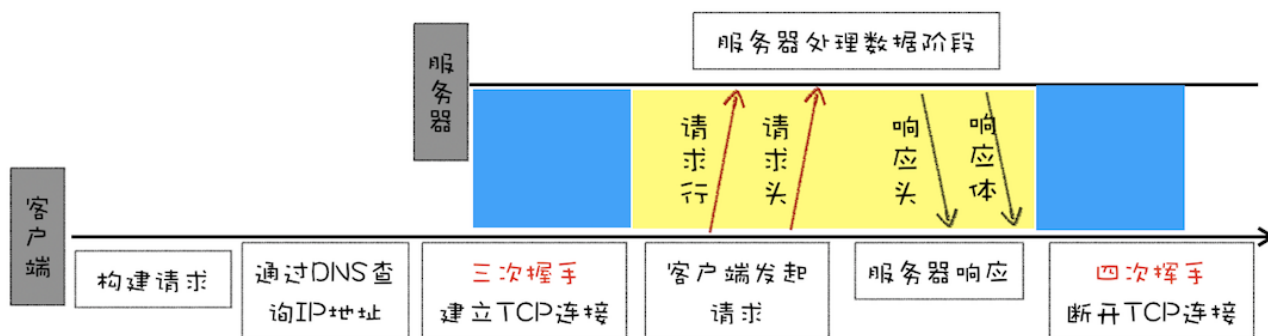 服务器处理数据阶段
服务器
请求行
请求头
响应头
响应体
客户端
构建请求
通过DNS查
询IP地址
三次握手
建立TCP连接
客户端发起
请求
服务器响应
四次挥手
断开TCP连接